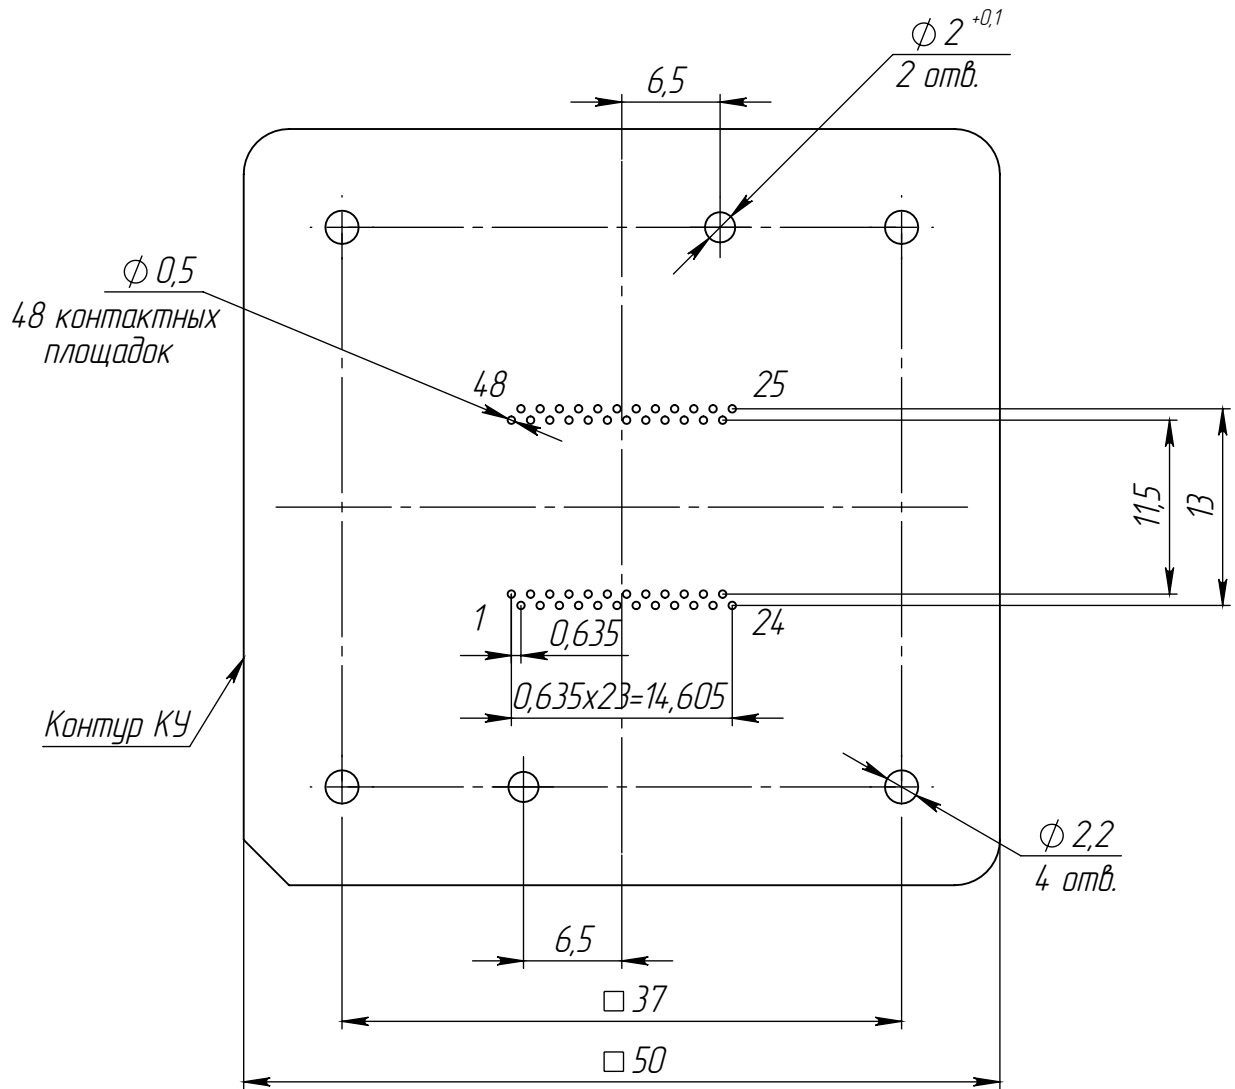 ⌀ 2 +0,1
2 отв.
6,5
⌀ 0,5
48 контактных
площадок
48
25
11,5
13
1
0,635
24
0,635x23=14,605
Контур КУ
⌀ 2,2
4 отв.
6,5
□ 37
□ 50